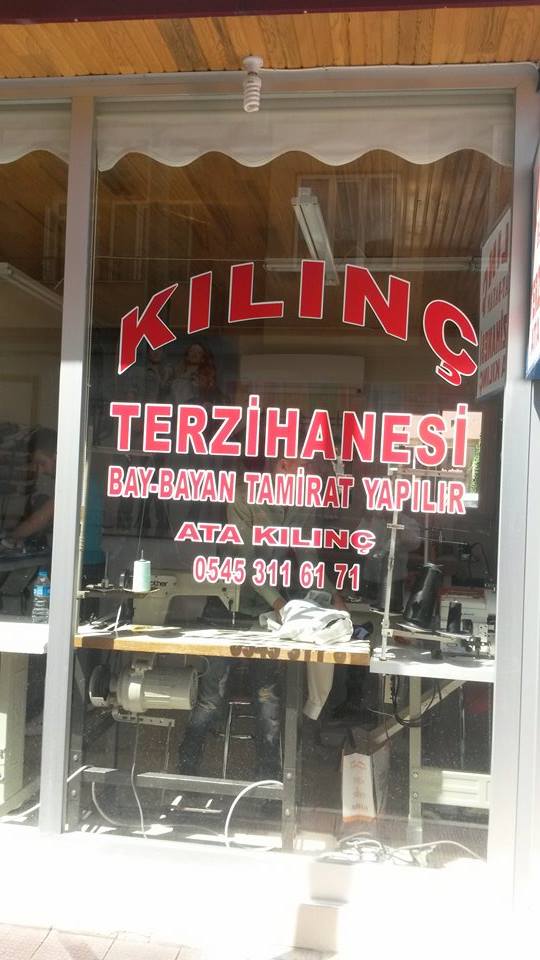 KILINÇ
TERZİHANESİ
BAY-BAYAN TAMİRAT YAPILIR
ATA KILINÇ
0545 311 61 71